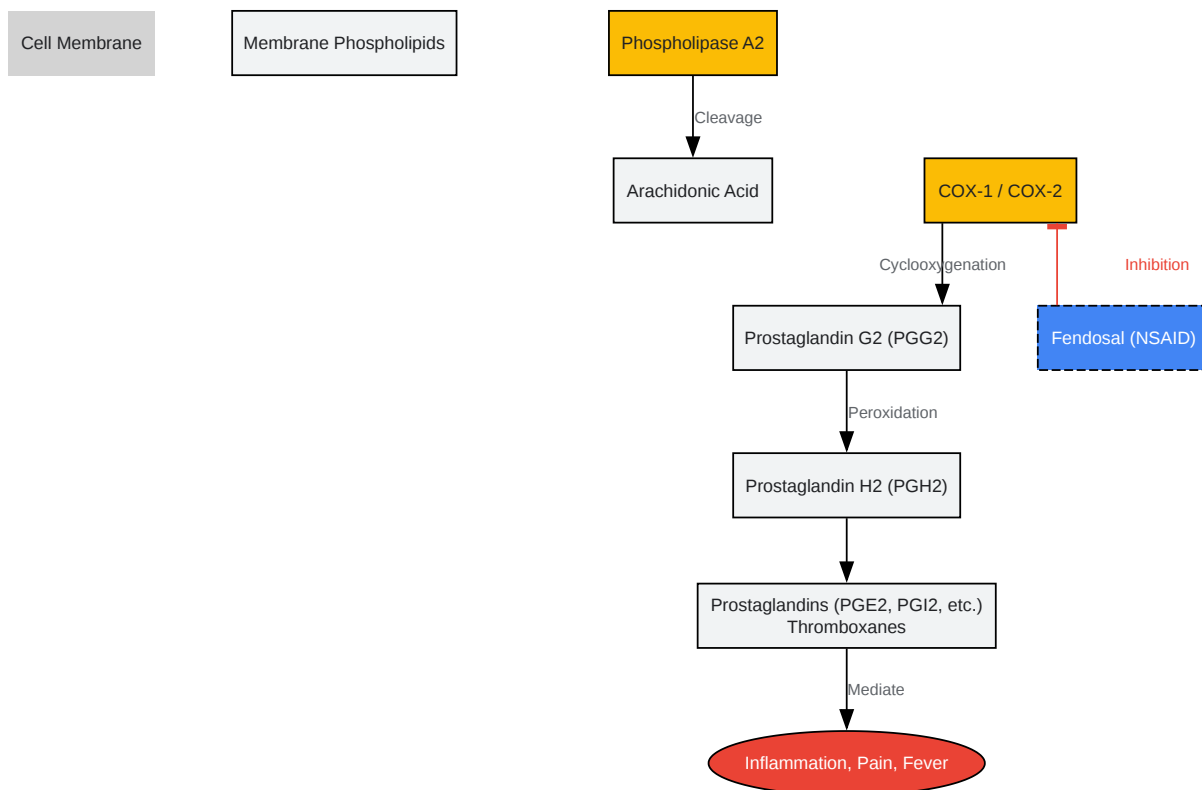 Cell Membrane
Membrane Phospholipids
Phospholipase A2
Cleavage
Arachidonic Acid
COX-1 / COX-2
Cyclooxygenation
Inhibition
Prostaglandin G2 (PGG2)
Fendosal (NSAID)
Peroxidation
Prostaglandin H2 (PGH2)
Prostaglandins (PGE2, PGI2, etc.)
Thromboxanes
Mediate
Inflammation, Pain, Fever